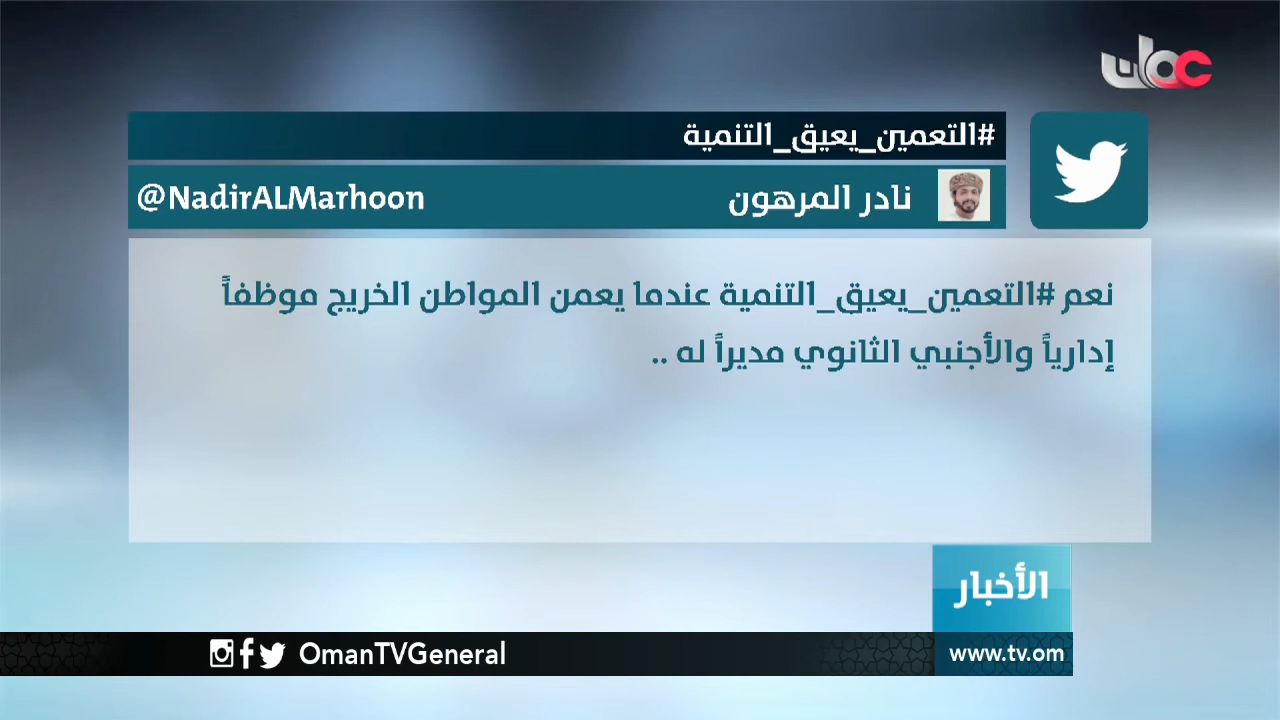 عمان
#التعمين_يعيق_التنمية
نادر المرهون
@NadirALMarhoon
نعم #التعمين_يعيق_التنمية عندما يعمن المواطن الخريج موظفاً
إدارياً والأجنبي الثانوي مديراً له ..
الأخبار
www.tv.om
OmanTVGeneral